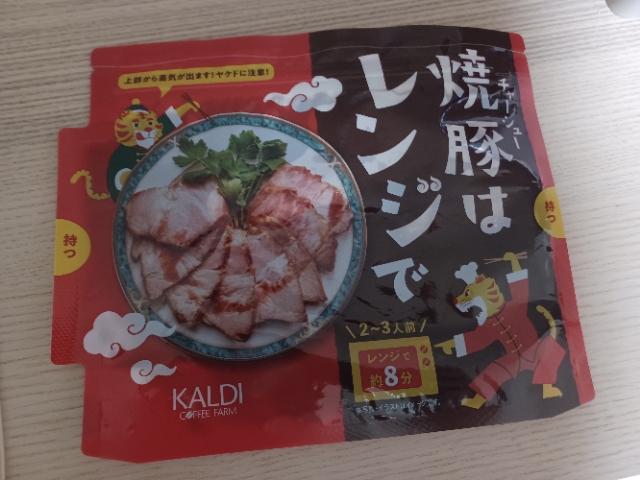 上部から蒸気が出ます!ヤケドに注意!
焼豚は
チャーシュー
レンジで
持つ
持つ
2~3人前
レンジで
約8分
KALDI
COFFEE FARM